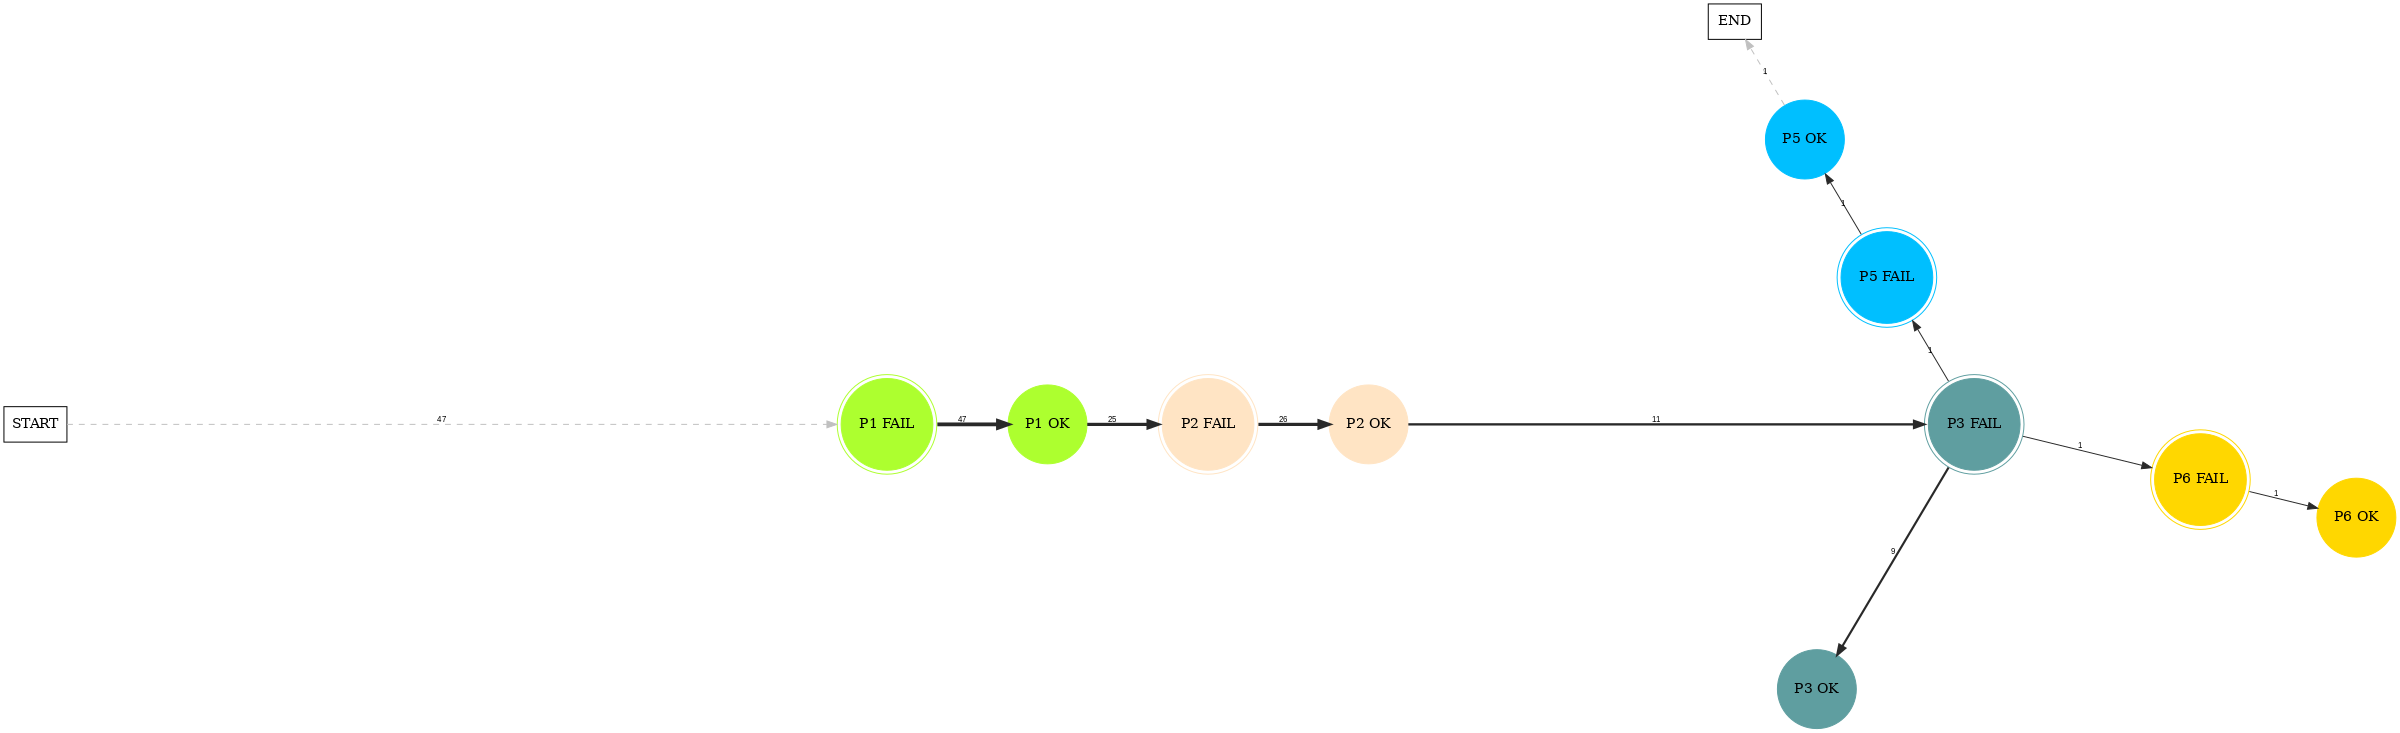 END
1
P5 OK
1
P5 FAIL
1
START
47
P1 FAIL
47
P1 OK
25
P2 FAIL
26
P2 OK
11
P3 FAIL
1
P6 FAIL
1
P6 OK
9
P3 OK